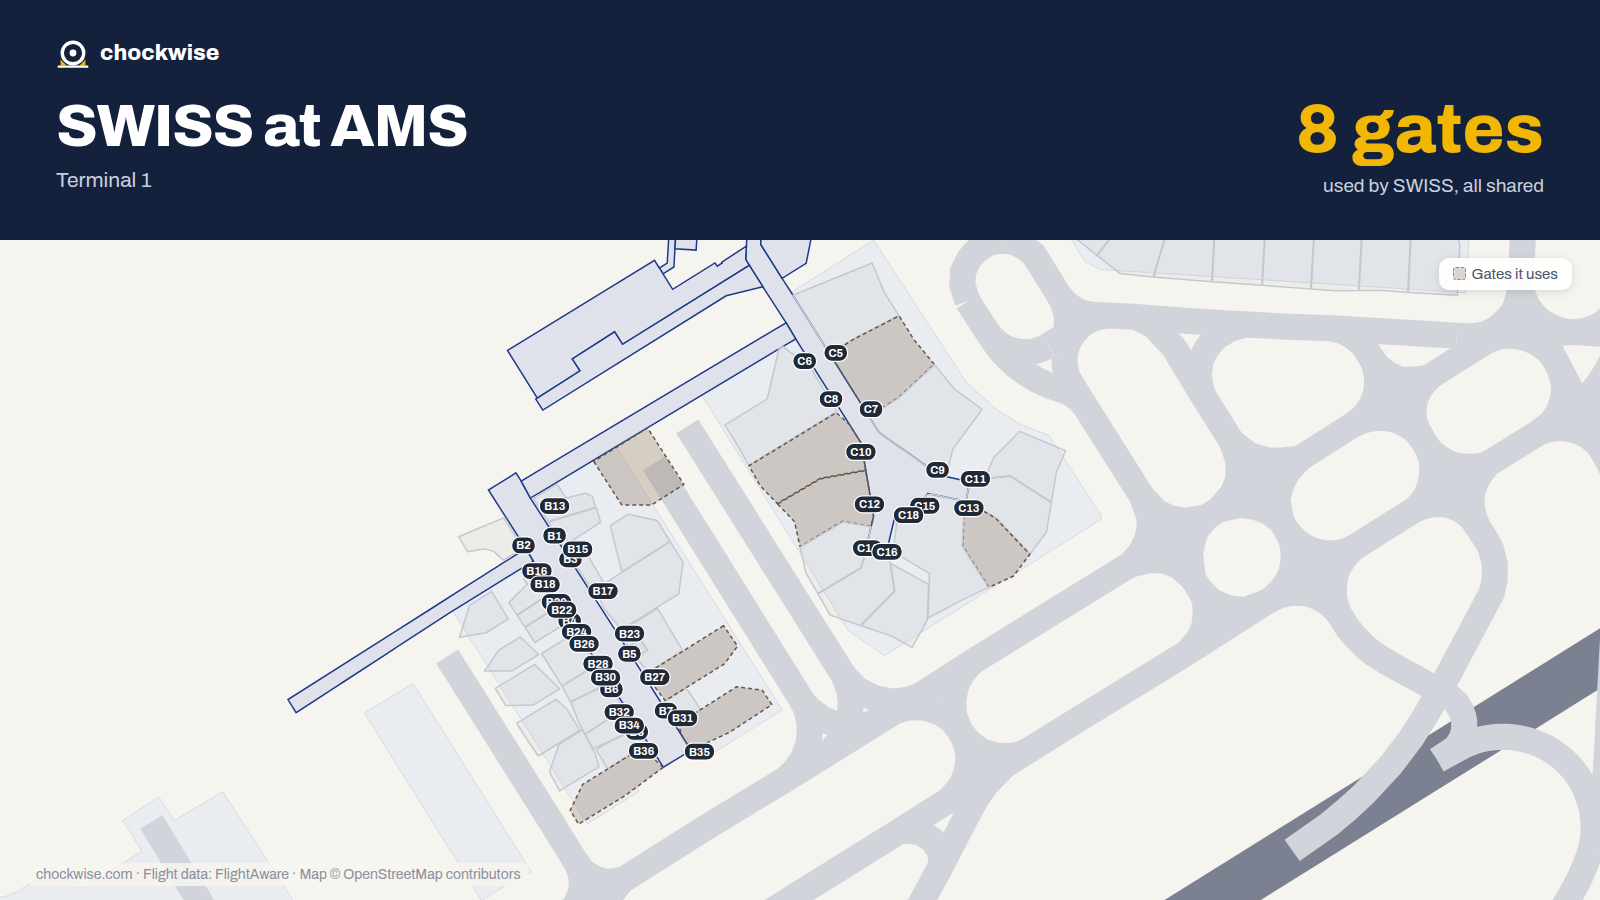 chockwise
SWISS at AMS
Terminal 1
8 gates
used by SWISS, all shared
Gates it uses
C6
C5
C8
C7
C10
C9
C11
C12
C15
C18
C13
C16
B13
B1
B2
B15
B16
B18
B17
B22
B24
B23
B26
B5
B28
B30
B27
B6
B32
B31
B34
B36
B35
chockwise.com · Flight data: FlightAware · Map © OpenStreetMap contributors